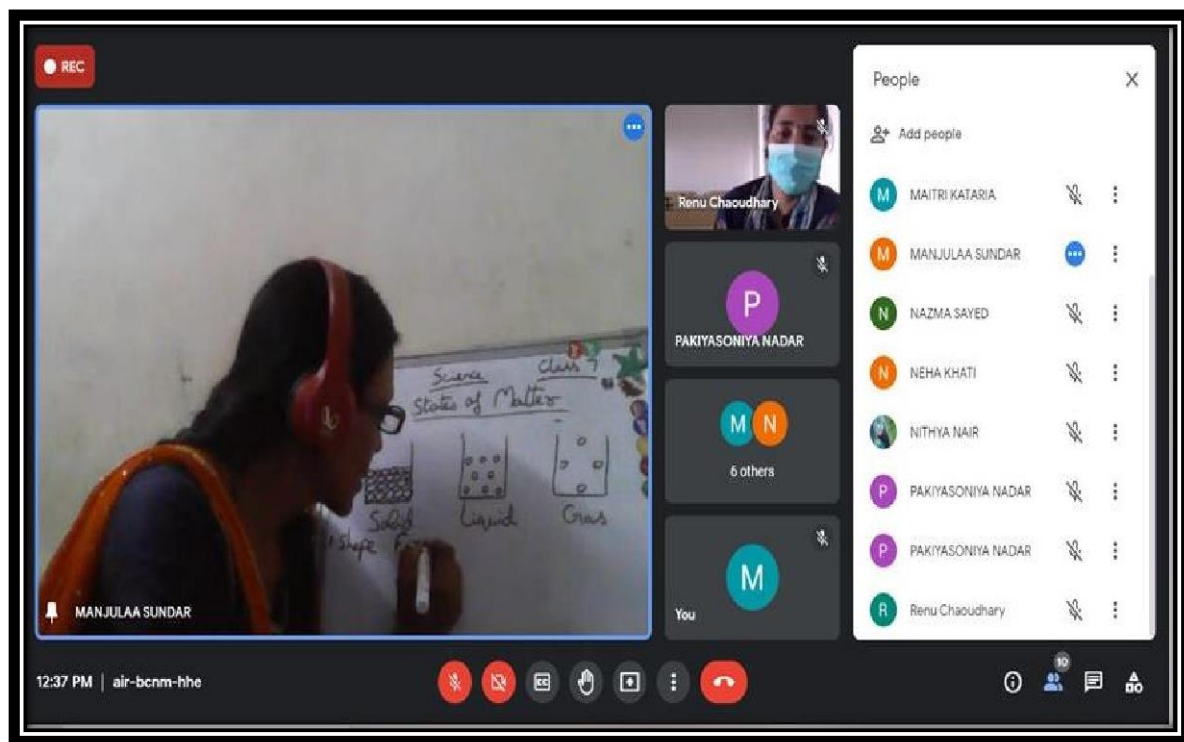 REC
Science Class 7
States of Matter
Solid Liquid Gas
shape
MANJULAA SUNDAR
Renu Chaoudhary
PAKIYASONIYA NADAR
M N
6 others
M
You
P
People
Add people
M MAITRI KATARIA
M MANJULAA SUNDAR
N NAZMA SAYED
N NEHA KHATI
NITHYA NAIR
P PAKIYASONIYA NADAR
P PAKIYASONIYA NADAR
R Renu Chaoudhary
12:37 PM | air-bcnm-hhe
CC
10